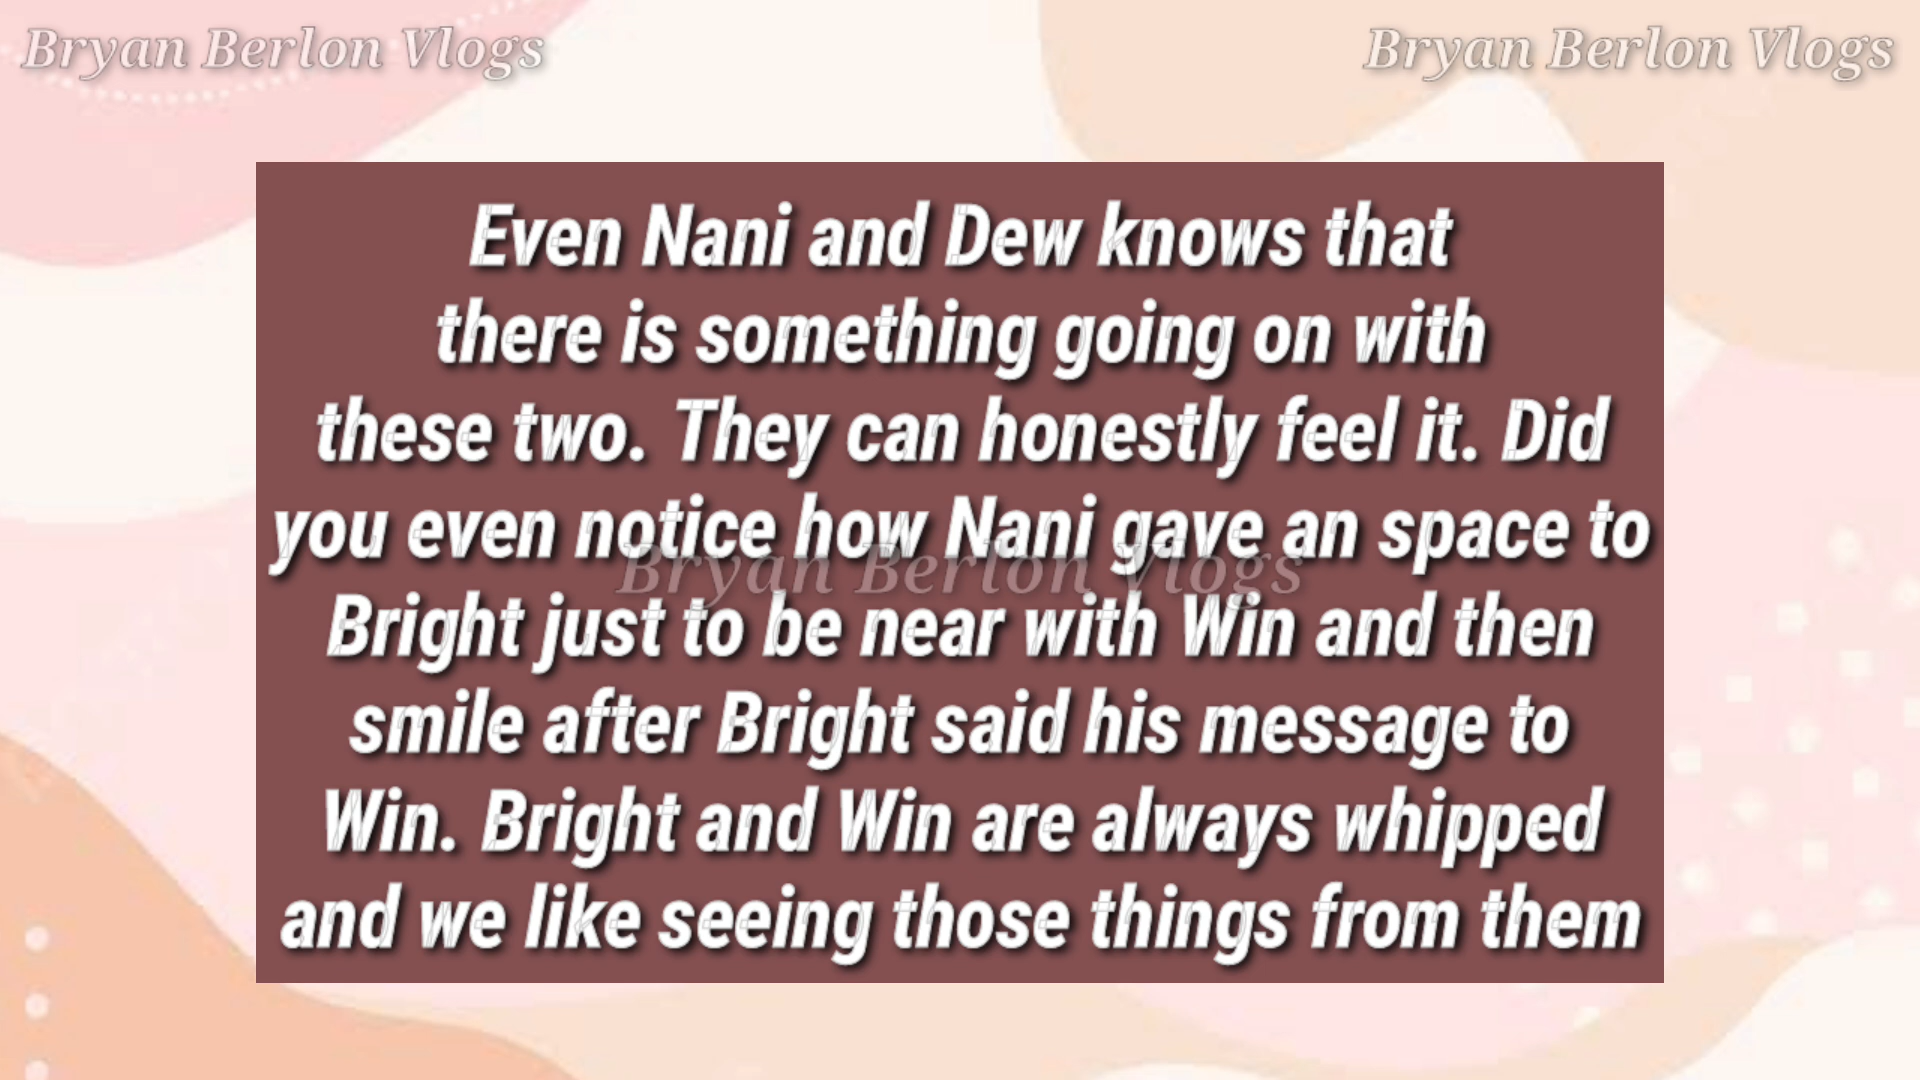 Bryan Berlon Vlogs
Bryan Berlon Vlogs
Even Nani and Dew knows that
there is something going on with
these two. They can honestly feel it. Did
you even notice how Nani gave an space to
Bryan Berlon Vlogs
Bright just to be near with Win and then
smile after Bright said his message to
Win. Bright and Win are always whipped
and we like seeing those things from them